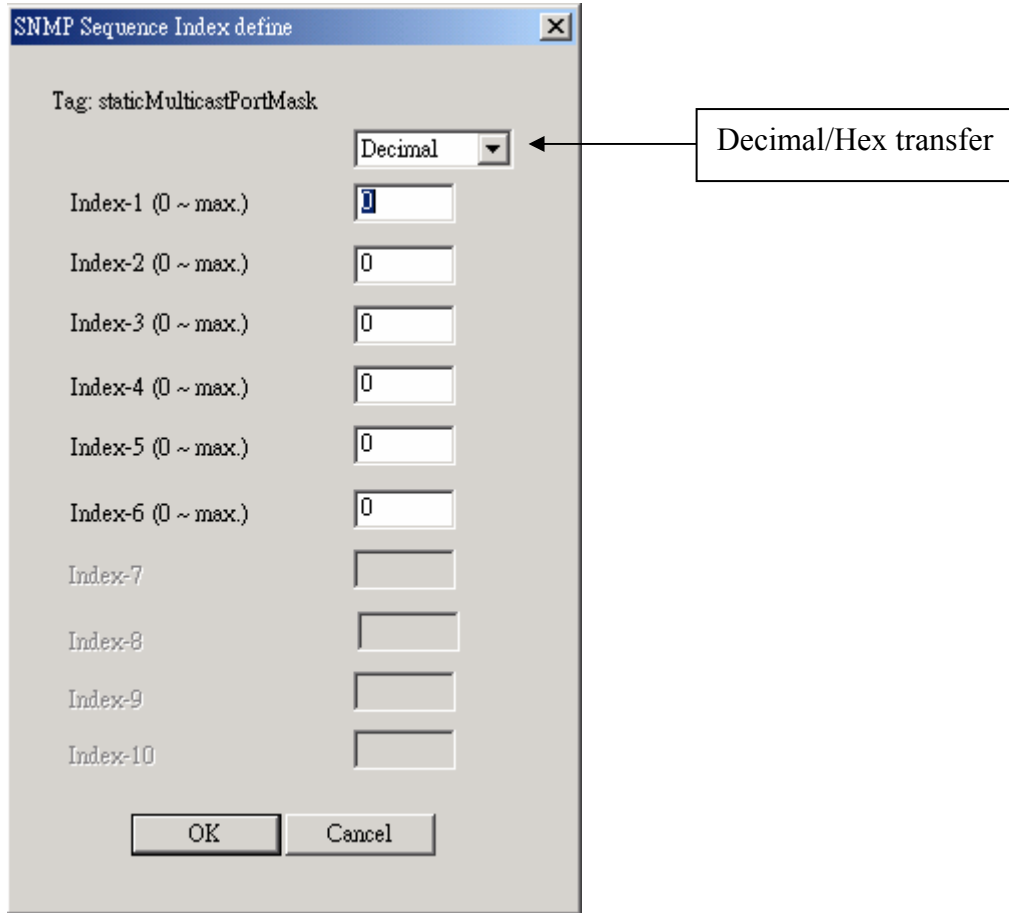 SNMP Sequence Index define
Tag: staticMulticastPortMask
Decimal
Decimal/Hex transfer
Index-1 (0 ~ max.) 0
Index-2 (0 ~ max.) 0
Index-3 (0 ~ max.) 0
Index-4 (0 ~ max.) 0
Index-5 (0 ~ max.) 0
Index-6 (0 ~ max.) 0
Index-7
Index-8
Index-9
Index-10
OK Cancel